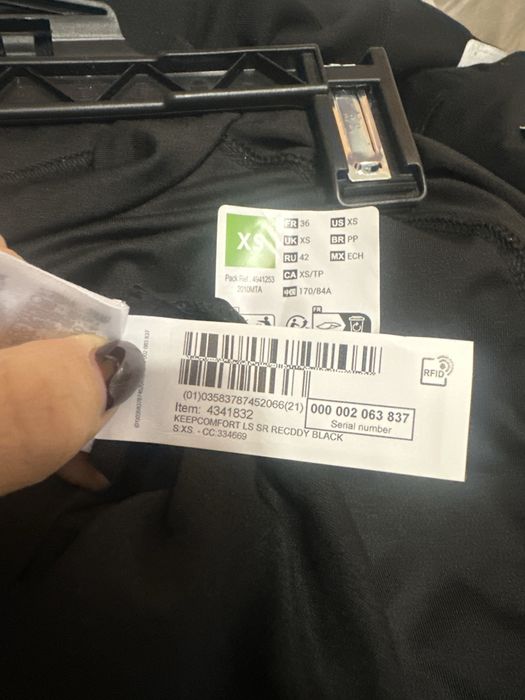 XS
FR 36
US XS
UK XS
BR PP
RU 42
MX ECH
CA XS/TP
170/84A
Pack Ref.: 4941253
2010MTA
FR
(01)03583787452066(21)
Item: 4341832
KEEPCOMFORT LS SR RECDDY BLACK
S.XS. - CC:334669
000 002 063 837
Serial number
RFID